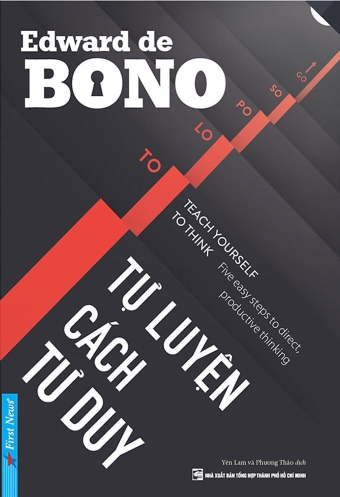 Edward de
BONO
GO
SO
PO
LO
TO
TEACH YOURSELF
TO THINK
Five easy steps to direct,
productive thinking
TỰ LUYỆN
CÁCH
TƯ DUY
First News
Yên Lam và Phương Thảo dịch
NHÀ XUẤT BẢN TỔNG HỢP THÀNH PHỐ HỒ CHÍ MINH